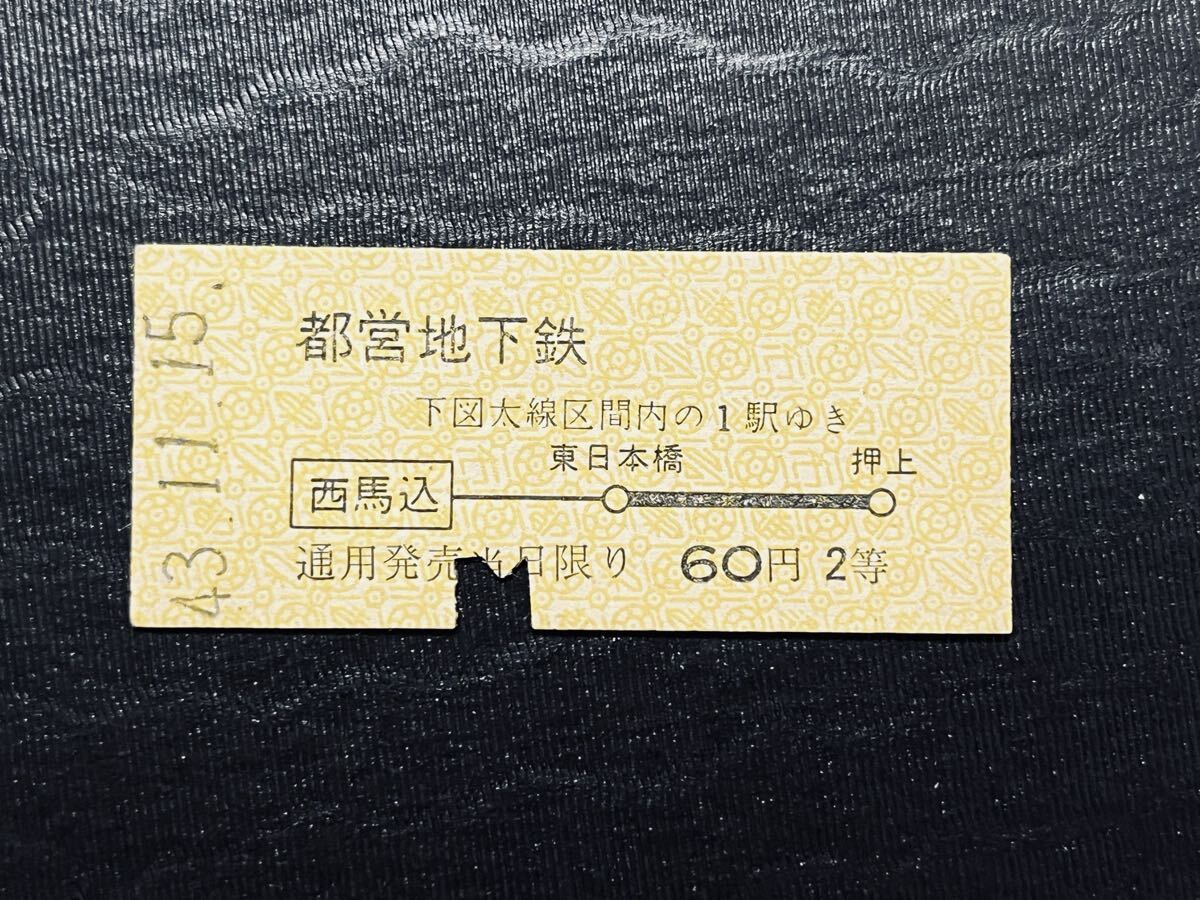 43.11.15.
都営地下鉄
下図太線区間内の1駅ゆき
東日本橋 押上
西馬込
通用発売当日限り 60円 2等